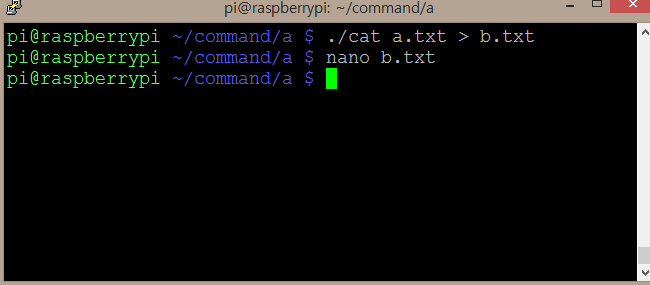 pi@raspberrypi: ~/command/a
pi@raspberrypi ~/command/a $ ./cat a.txt > b.txt
pi@raspberrypi ~/command/a $ nano b.txt
pi@raspberrypi ~/command/a $